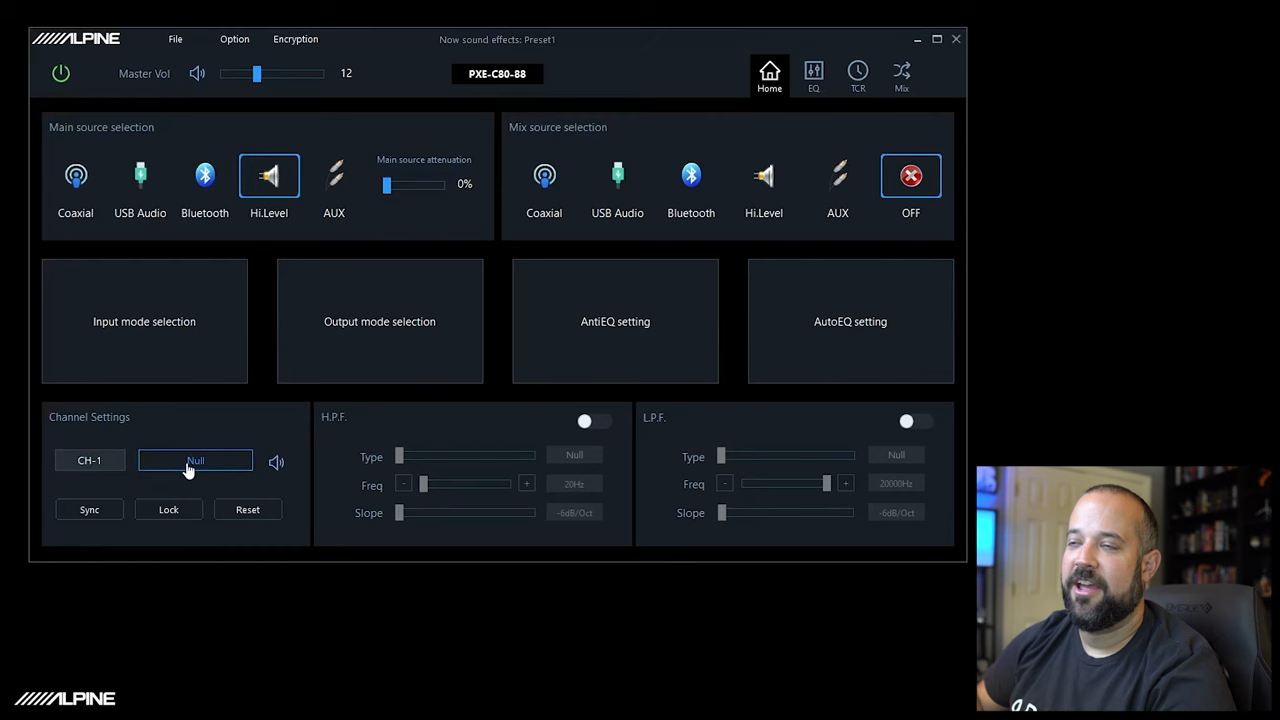 ALPINE File Option Encryption Now sound effects: Preset1
Master Vol 12 PXE-C80-88 Home EQ TCR Mix
Main source selection
Main source attenuation
0%
Coaxial USB Audio Bluetooth Hi.Level AUX
Mix source selection
Coaxial USB Audio Bluetooth Hi.Level AUX OFF
Input mode selection Output mode selection AntiEQ setting AutoEQ setting
Channel Settings
CH-1 Null
Sync Lock Reset
H.P.F.
Type Null
Freq - + 20Hz
Slope -6dB/Oct
L.P.F.
Type Null
Freq - + 20000Hz
Slope -6dB/Oct
ALPINE